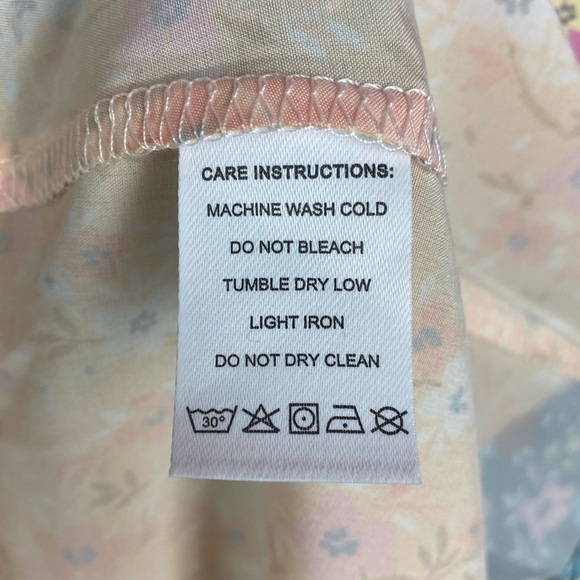 CARE INSTRUCTIONS:
MACHINE WASH COLD
DO NOT BLEACH
TUMBLE DRY LOW
LIGHT IRON
DO NOT DRY CLEAN
30°